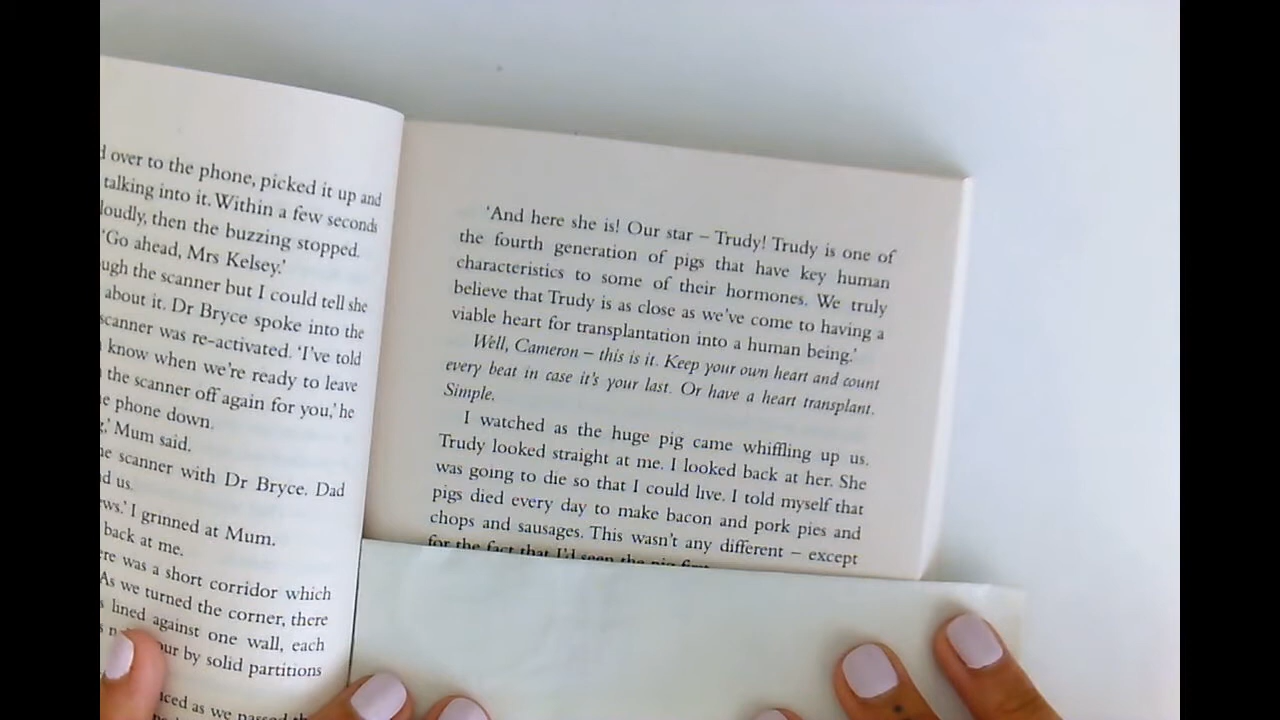 over to the phone, picked it up and
talking into it. Within a few seconds
loudly, then the buzzing stopped.
'Go ahead, Mrs Kelsey.'
the scanner but I could tell she
about it. Dr Bryce spoke into the
scanner was re-activated. 'I've told
know when we're ready to leave
the scanner off again for you,' he
phone down.
Mum said.
scanner with Dr Bryce. Dad
us.
I grinned at Mum.
back at me.
was a short corridor which
As we turned the corner, there
lined against one wall, each
by solid partitions
as we passed
'And here she is! Our star – Trudy! Trudy is one of
the fourth generation of pigs that have key human
characteristics to some of their hormones. We truly
believe that Trudy is as close as we've come to having a
viable heart for transplantation into a human being.'
Well, Cameron – this is it. Keep your own heart and count
every beat in case it's your last. Or have a heart transplant.
Simple.
I watched as the huge pig came whiffling up us.
Trudy looked straight at me. I looked back at her. She
was going to die so that I could live. I told myself that
pigs died every day to make bacon and pork pies and
chops and sausages. This wasn't any different – except
for the fact that I'd seen the pig first